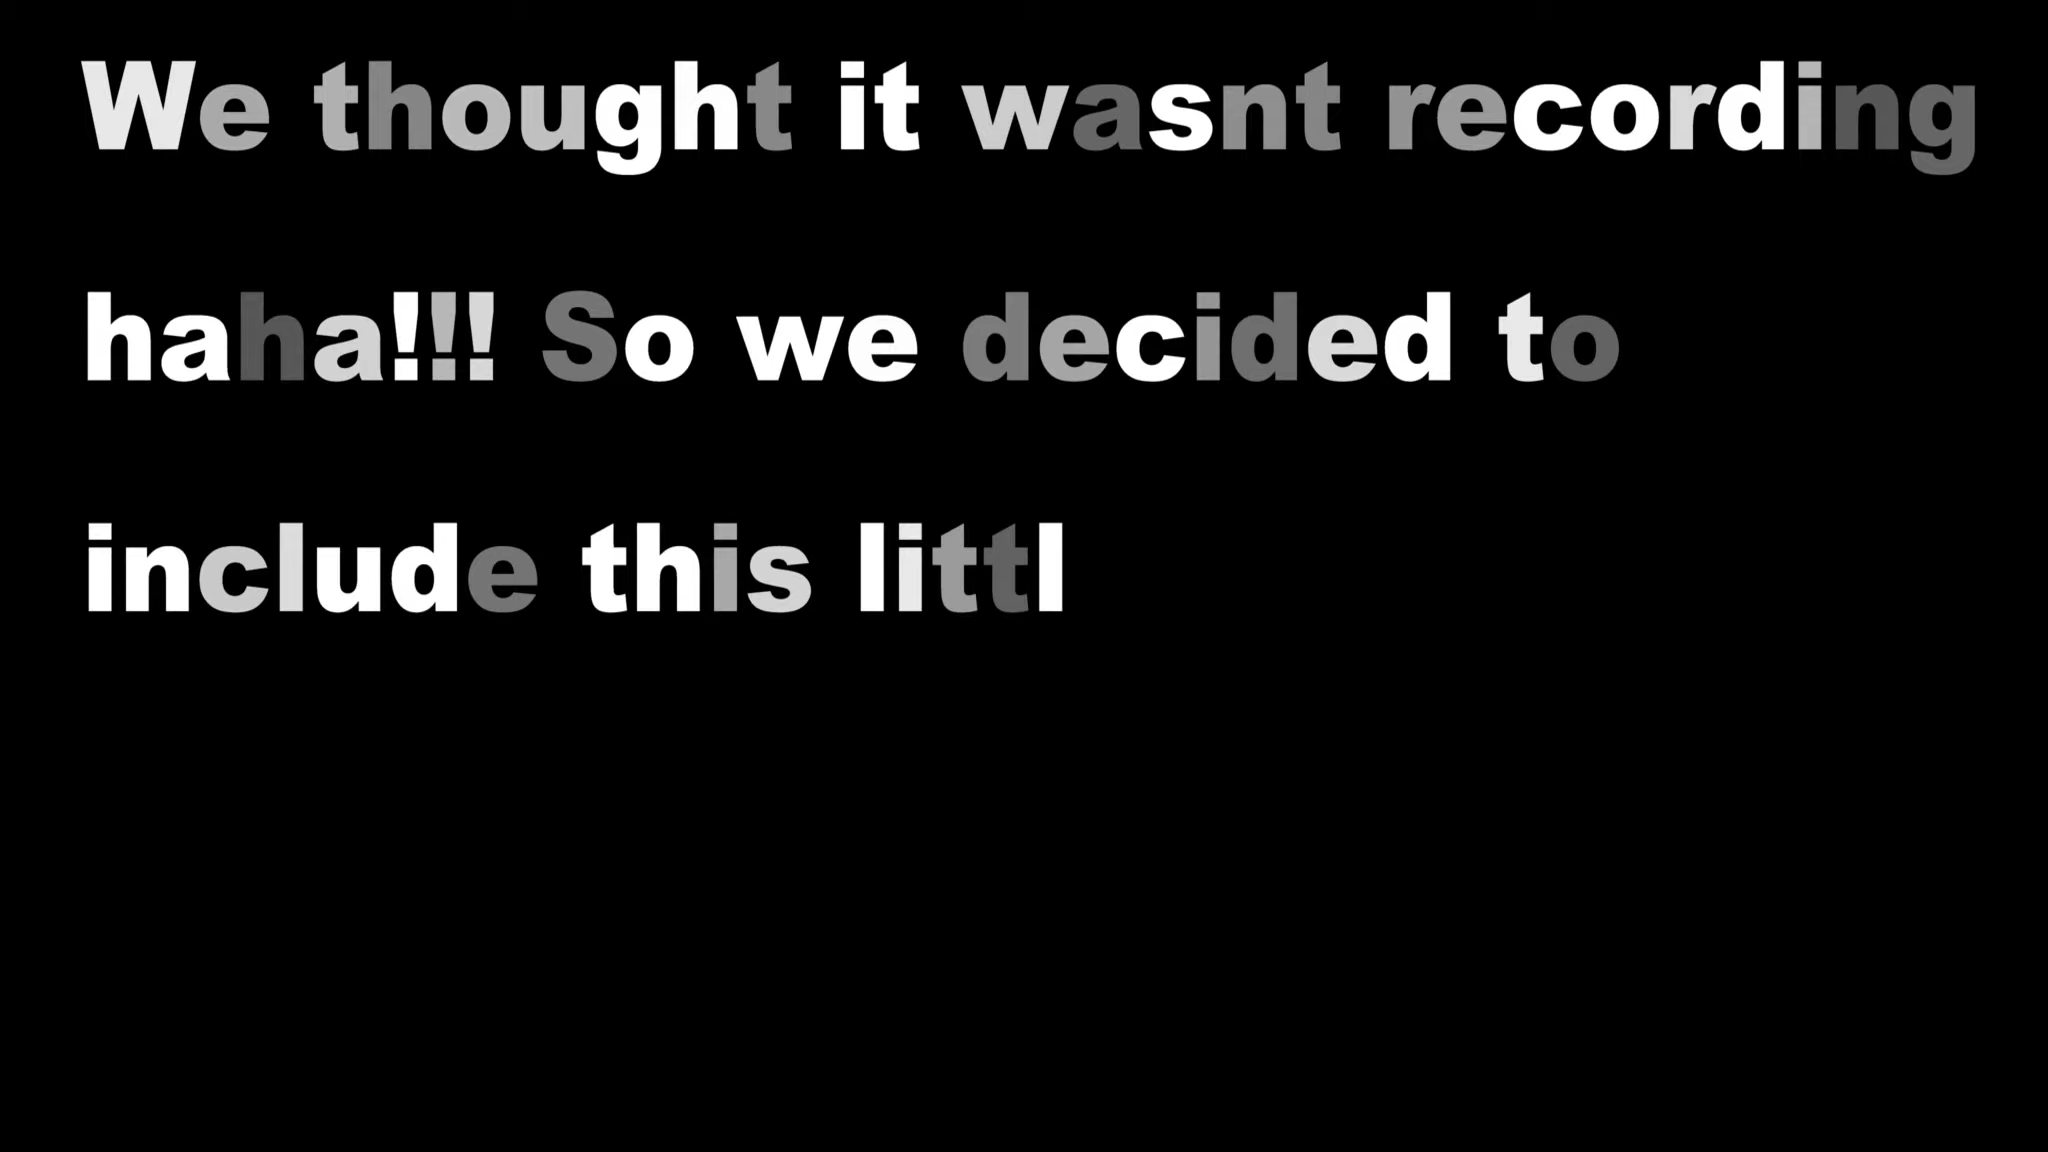 We thought it wasnt recording
haha!!! So we decided to
include this littl